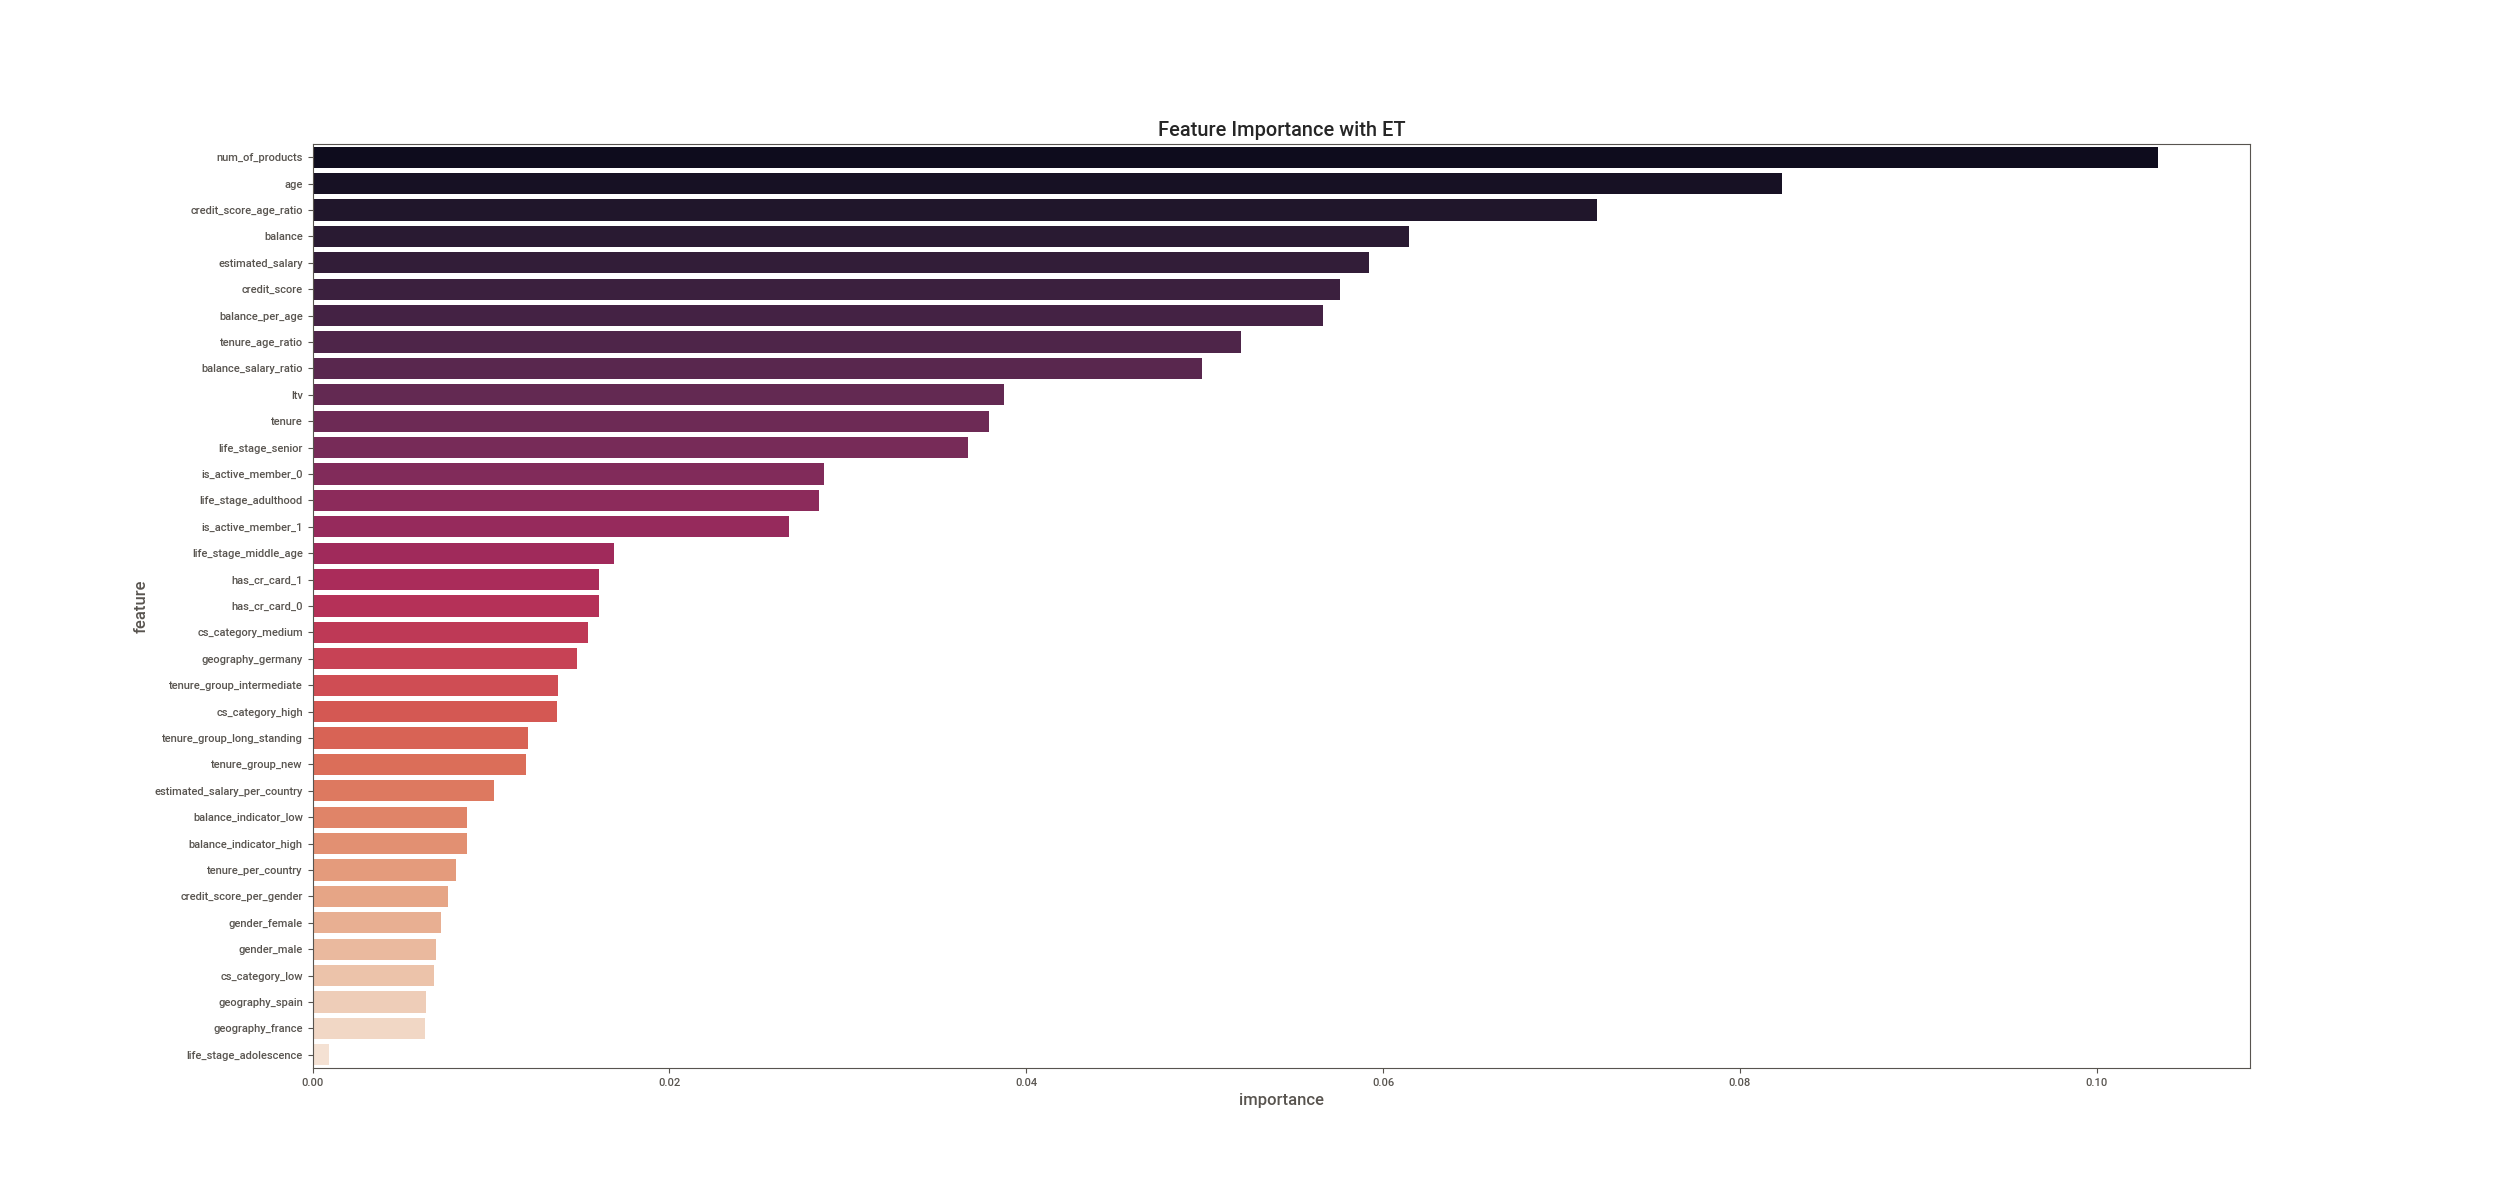 Feature Importance with ET
num_of_products
age
credit_score_age_ratio
balance
estimated_salary
credit_score
balance_per_age
tenure_age_ratio
balance_salary_ratio
ltv
tenure
life_stage_senior
is_active_member_0
life_stage_adulthood
is_active_member_1
life_stage_middle_age
has_cr_card_1
has_cr_card_0
cs_category_medium
geography_germany
tenure_group_intermediate
cs_category_high
tenure_group_long_standing
tenure_group_new
estimated_salary_per_country
balance_indicator_low
balance_indicator_high
tenure_per_country
credit_score_per_gender
gender_female
gender_male
cs_category_low
geography_spain
geography_france
life_stage_adolescence
feature
0.00 0.02 0.04 0.06 0.08 0.10
importance